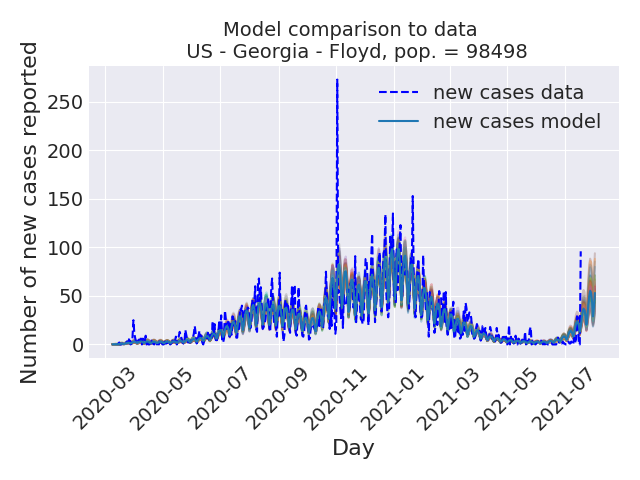 Model comparison to data
US - Georgia - Floyd, pop. = 98498
Number of new cases reported
250
200
150
100
50
0
new cases data
new cases model
2020-03
2020-05
2020-07
2020-09
2020-11
2021-01
2021-03
2021-05
2021-07
Day